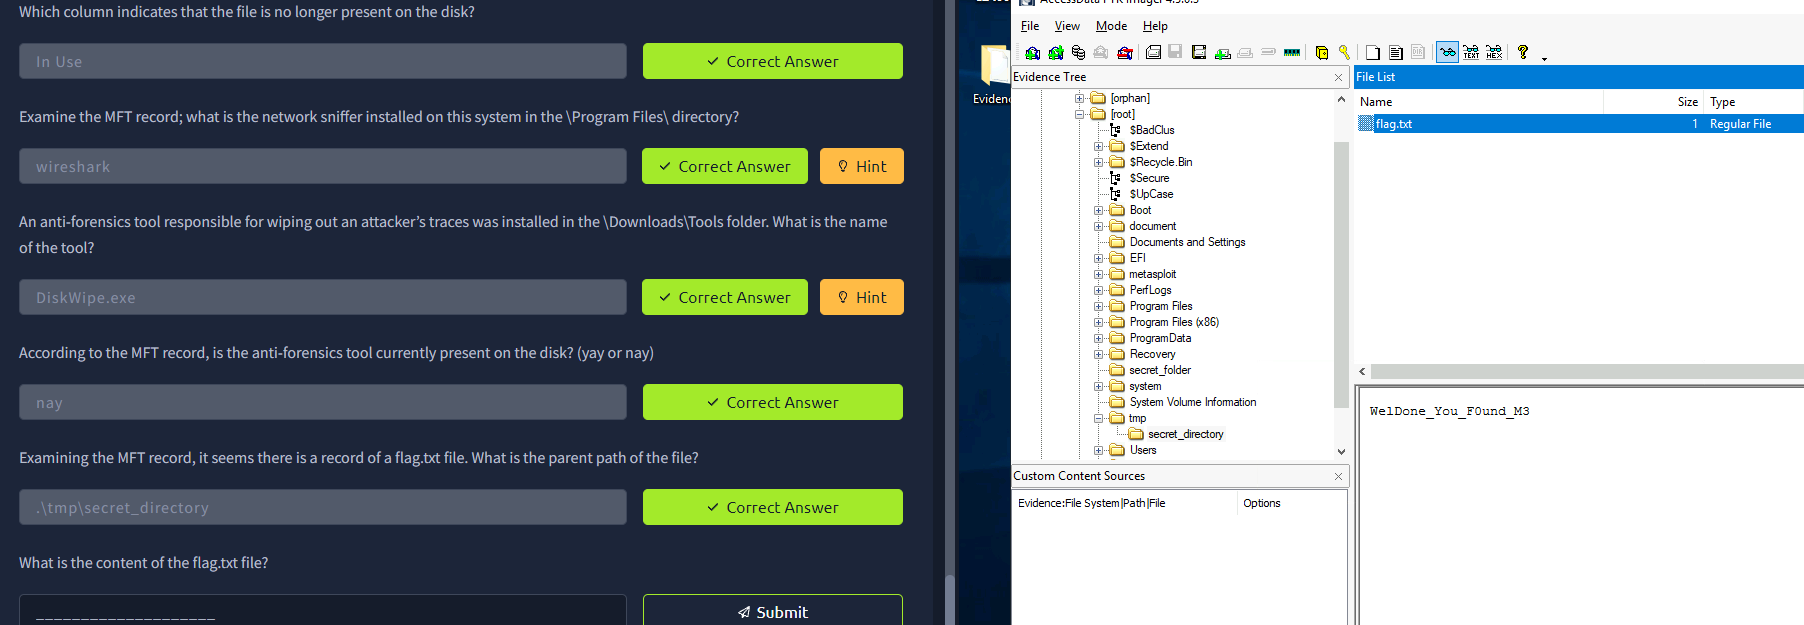 Which column indicates that the file is no longer present on the disk?
In Use
Correct Answer
Examine the MFT record; what is the network sniffer installed on this system in the \Program Files\ directory?
wireshark
Correct Answer
Hint
An anti-forensics tool responsible for wiping out an attacker's traces was installed in the \Downloads\Tools folder. What is the name
of the tool?
DiskWipe.exe
Correct Answer
Hint
According to the MFT record, is the anti-forensics tool currently present on the disk? (yay or nay)
nay
Correct Answer
Examining the MFT record, it seems there is a record of a flag.txt file. What is the parent path of the file?
.\tmp\secret_directory
Correct Answer
What is the content of the flag.txt file?
Submit
File View Mode Help
Evidence Tree
[orphan]
[root]
$BadClus
$Extend
$Recycle.Bin
$Secure
$UpCase
Boot
document
Documents and Settings
EFI
metasploit
PerfLogs
Program Files
Program Files (x86)
ProgramData
Recovery
secret_folder
system
System Volume Information
tmp
secret_directory
Users
Custom Content Sources
Evidence:File System|Path|File Options
File List
Name Size Type
flag.txt 1 Regular File
WelDone_You_F0und_M3